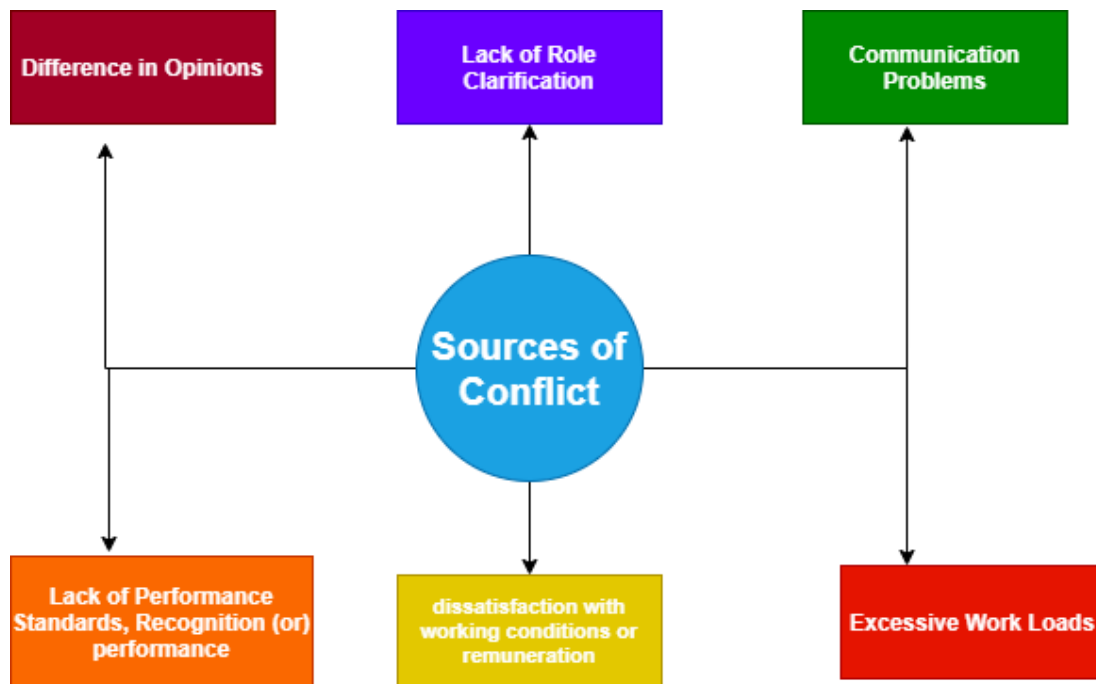 Difference in Opinions
Lack of Role
Clarification
Communication
Problems
Sources of
Conflict
Lack of Performance
Standards, Recognition (or)
performance
dissatisfaction with
working conditions or
remuneration
Excessive Work Loads